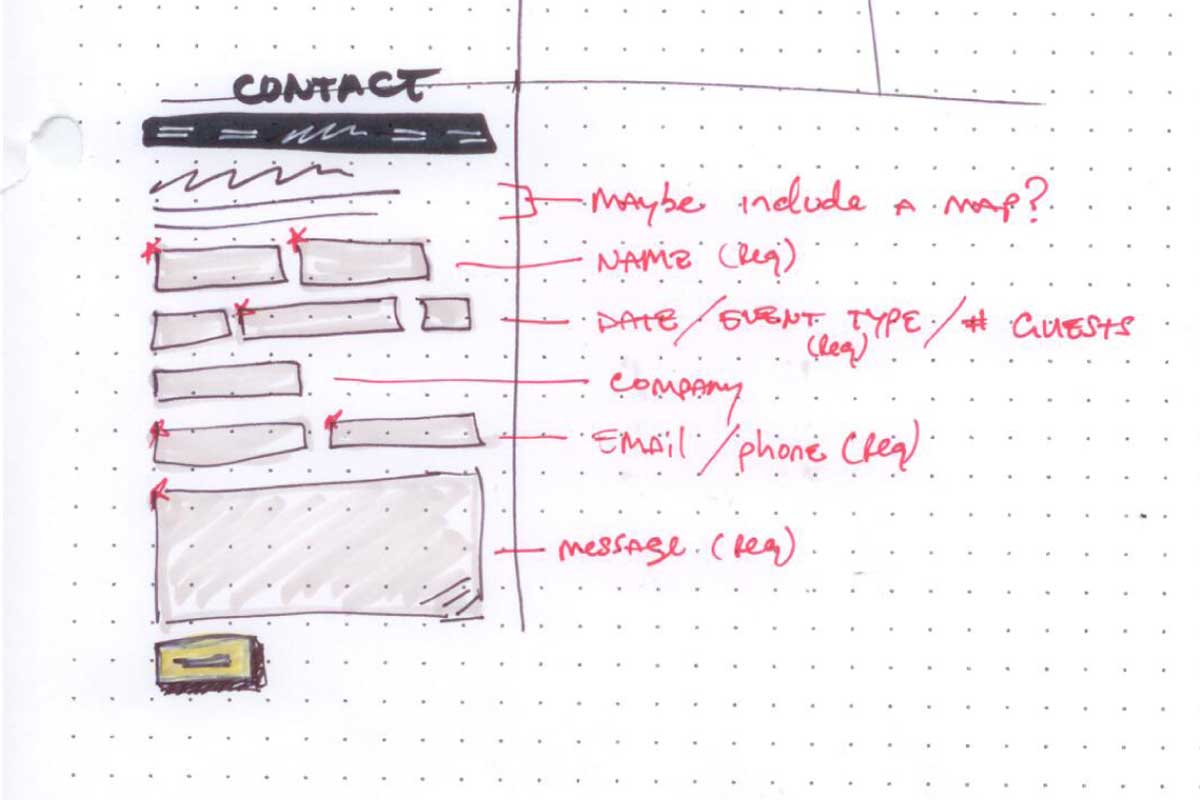 CONTACT
Maybe include a map?
NAME (Req)
DATE / EVENT TYPE / # GUESTS
(Req)
COMPANY
EMAIL / phone (Req)
message (Req)